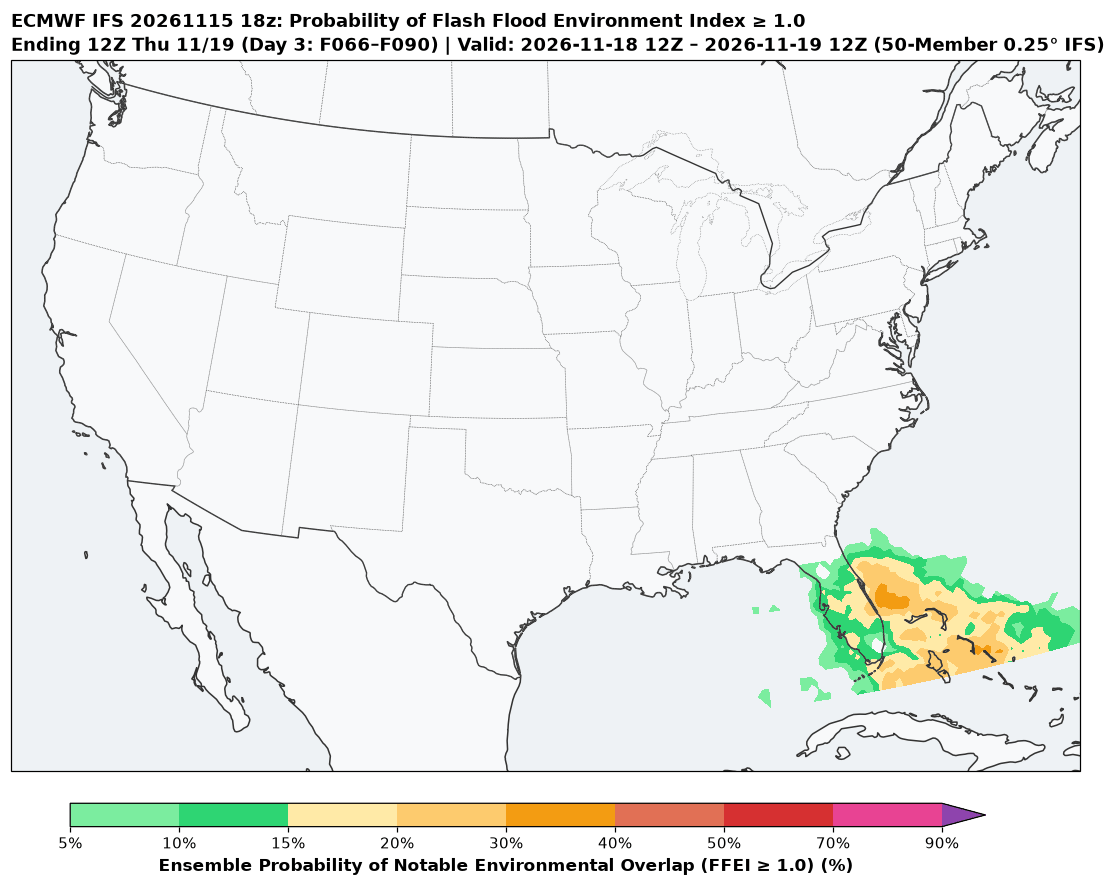 ECMWF IFS 20261115 18z: Probability of Flash Flood Environment Index ≥ 1.0
Ending 12Z Thu 11/19 (Day 3: F066–F090) | Valid: 2026-11-18 12Z – 2026-11-19 12Z (50-Member 0.25° IFS)
5% 10% 15% 20% 30% 40% 50% 70% 90%
Ensemble Probability of Notable Environmental Overlap (FFEI ≥ 1.0) (%)